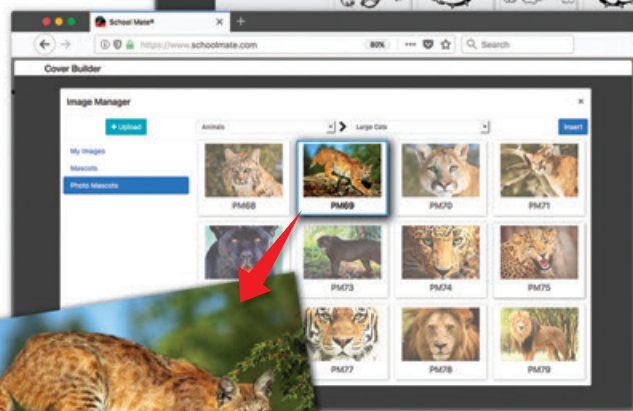 School Mate®
https://www.schoolmate.com
80%
Search
Cover Builder
Image Manager
+ Upload
Animals
Large Cats
Insert
My Images
Mascots
Photo Mascots
PM68
PM69
PM70
PM71
PM73
PM74
PM75
PM77
PM78
PM79